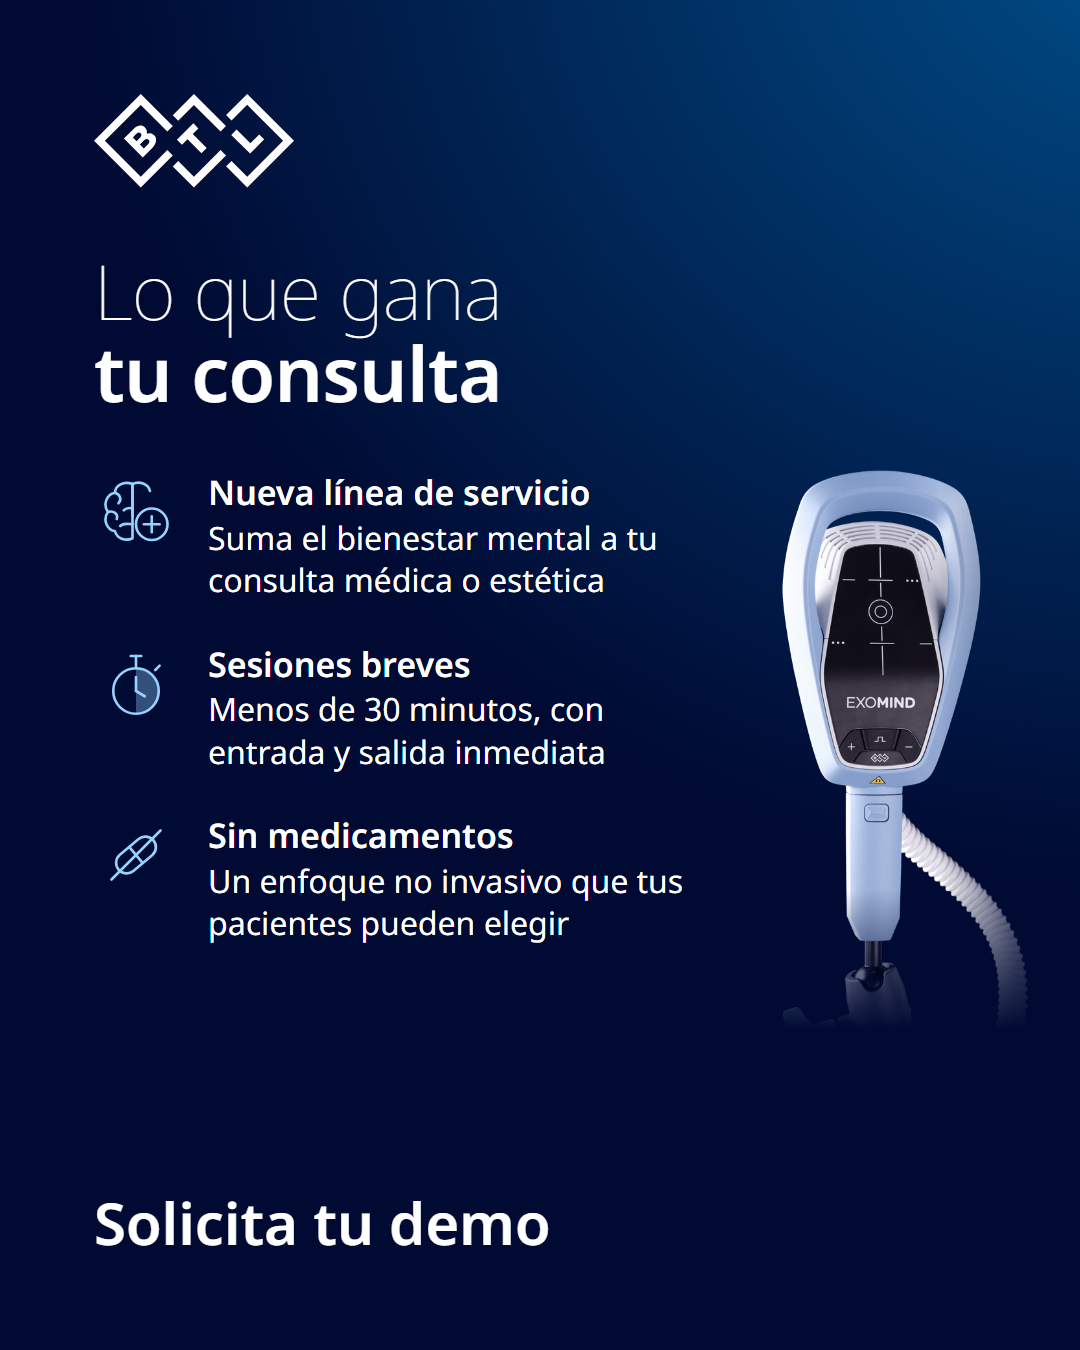 BTL
Lo que gana
tu consulta
Nueva línea de servicio
Suma el bienestar mental a tu
consulta médica o estética
Sesiones breves
Menos de 30 minutos, con
entrada y salida inmediata
Sin medicamentos
Un enfoque no invasivo que tus
pacientes pueden elegir
EXOMIND
Solicita tu demo